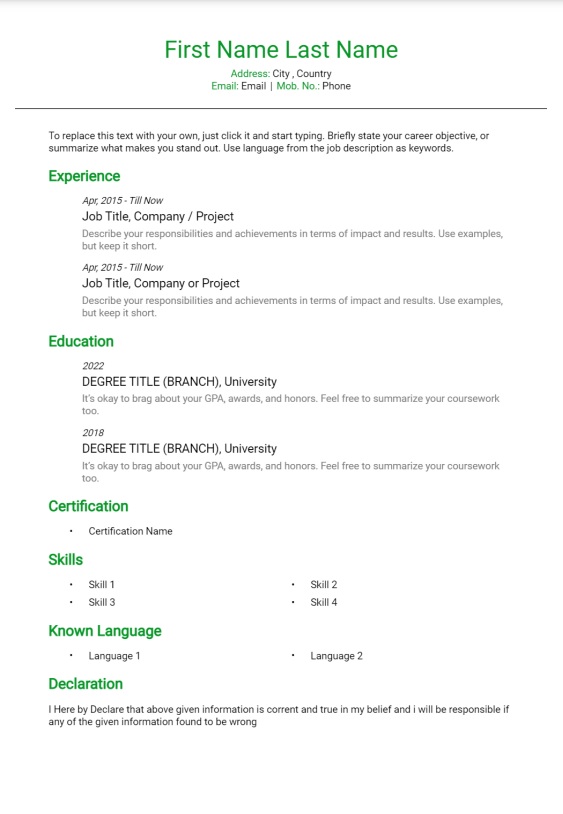 First Name Last Name
Address: City , Country
Email: Email | Mob. No.: Phone
To replace this text with your own, just click it and start typing. Briefly state your career objective, or
summarize what makes you stand out. Use language from the job description as keywords.
Experience
Apr, 2015 - Till Now
Job Title, Company / Project
Describe your responsibilities and achievements in terms of impact and results. Use examples,
but keep it short.
Apr, 2015 - Till Now
Job Title, Company or Project
Describe your responsibilities and achievements in terms of impact and results. Use examples,
but keep it short.
Education
2022
DEGREE TITLE (BRANCH), University
It's okay to brag about your GPA, awards, and honors. Feel free to summarize your coursework
too.
2018
DEGREE TITLE (BRANCH), University
It's okay to brag about your GPA, awards, and honors. Feel free to summarize your coursework
too.
Certification
• Certification Name
Skills
• Skill 1 • Skill 2
• Skill 3 • Skill 4
Known Language
• Language 1 • Language 2
Declaration
I Here by Declare that above given information is corrent and true in my belief and i will be responsible if
any of the given information found to be wrong